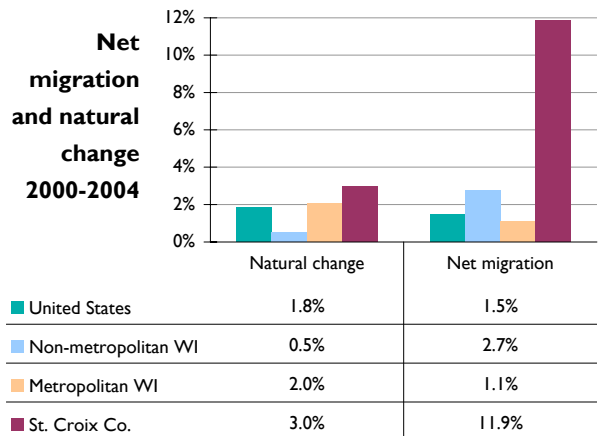 Net
migration
and natural
change
2000-2004
12%
10%
8%
6%
4%
2%
0%
Natural change Net migration
United States 1.8% 1.5%
Non-metropolitan WI 0.5% 2.7%
Metropolitan WI 2.0% 1.1%
St. Croix Co. 3.0% 11.9%